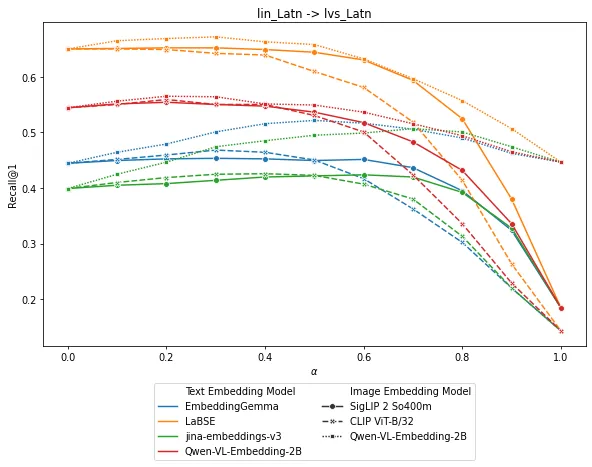 lin_Latn -> lvs_Latn
Recall@1
0.6
0.5
0.4
0.3
0.2
0.0 0.2 0.4 0.6 0.8 1.0
α
Text Embedding Model Image Embedding Model
EmbeddingGemma SigLIP 2 So400m
LaBSE CLIP ViT-B/32
jina-embeddings-v3 Qwen-VL-Embedding-2B
Qwen-VL-Embedding-2B